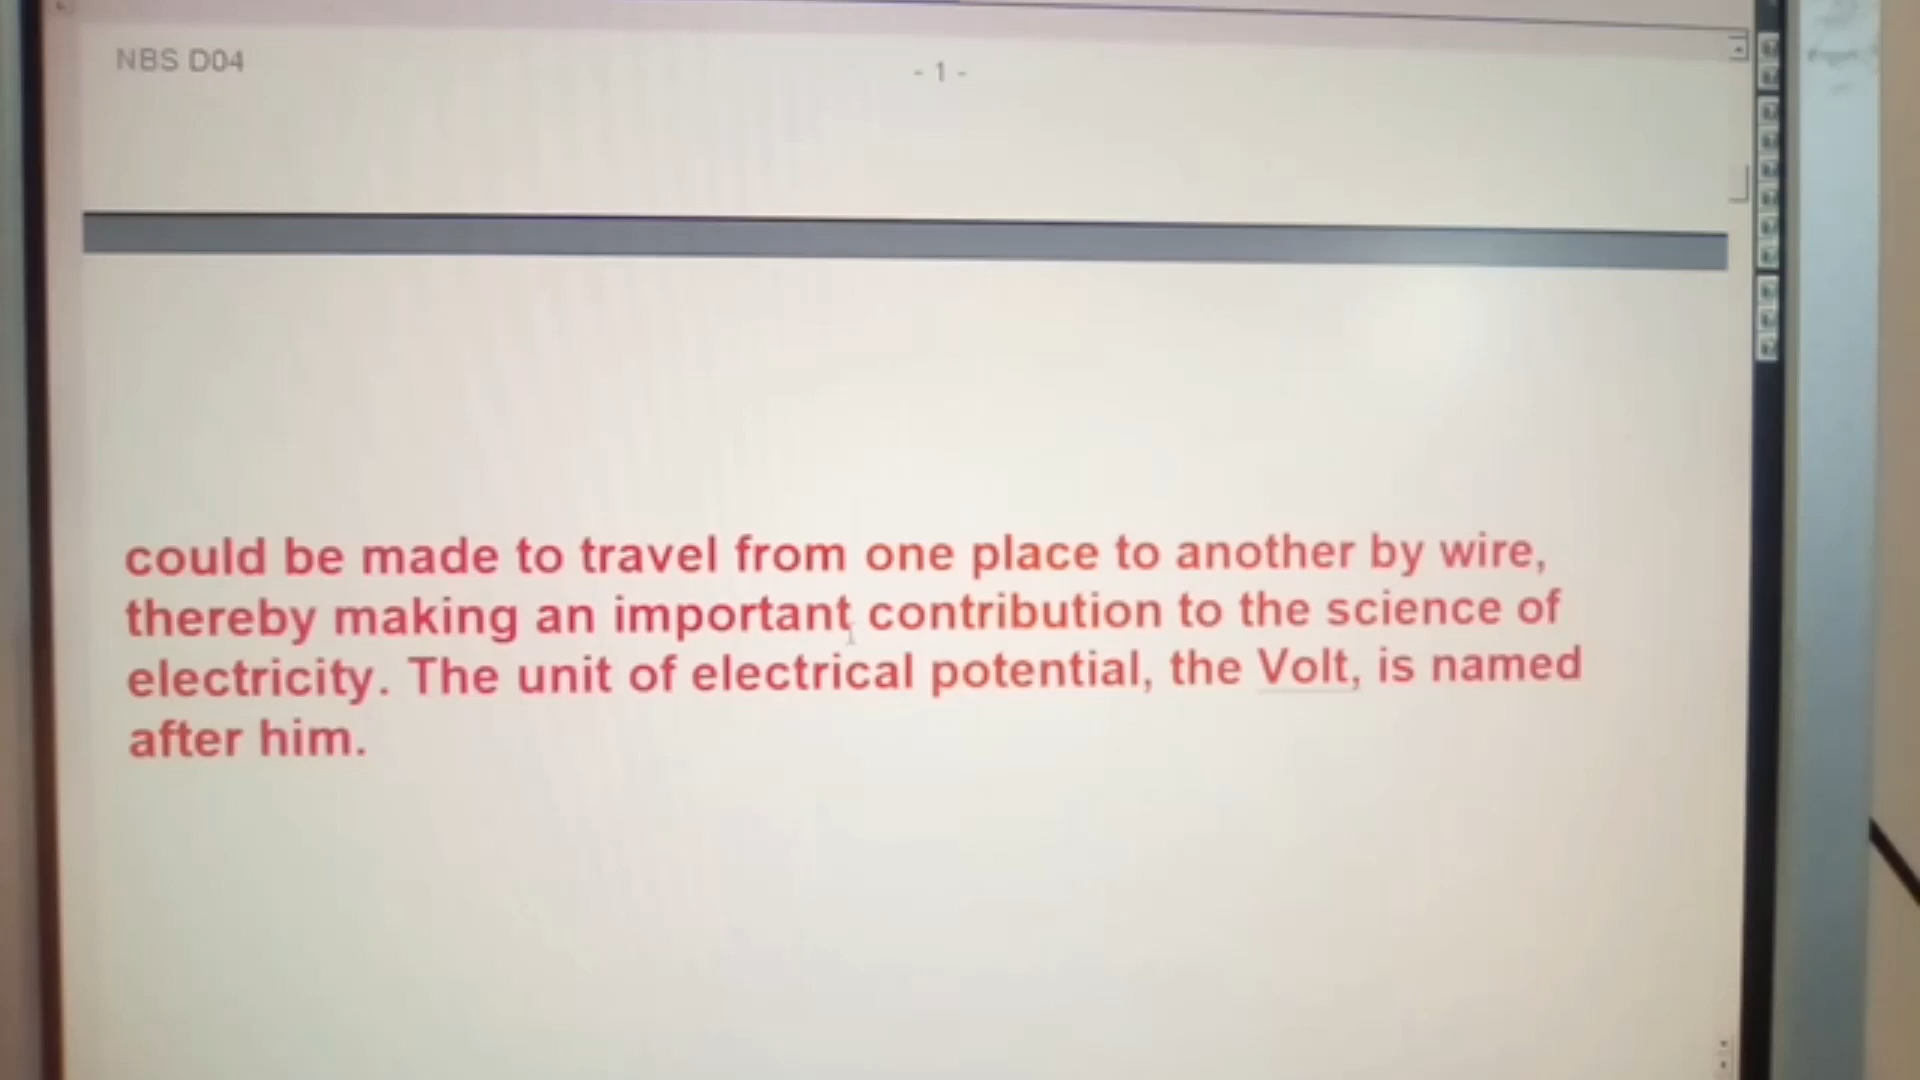 NBS D04
- 1 -
could be made to travel from one place to another by wire,
thereby making an important contribution to the science of
electricity. The unit of electrical potential, the Volt, is named
after him.